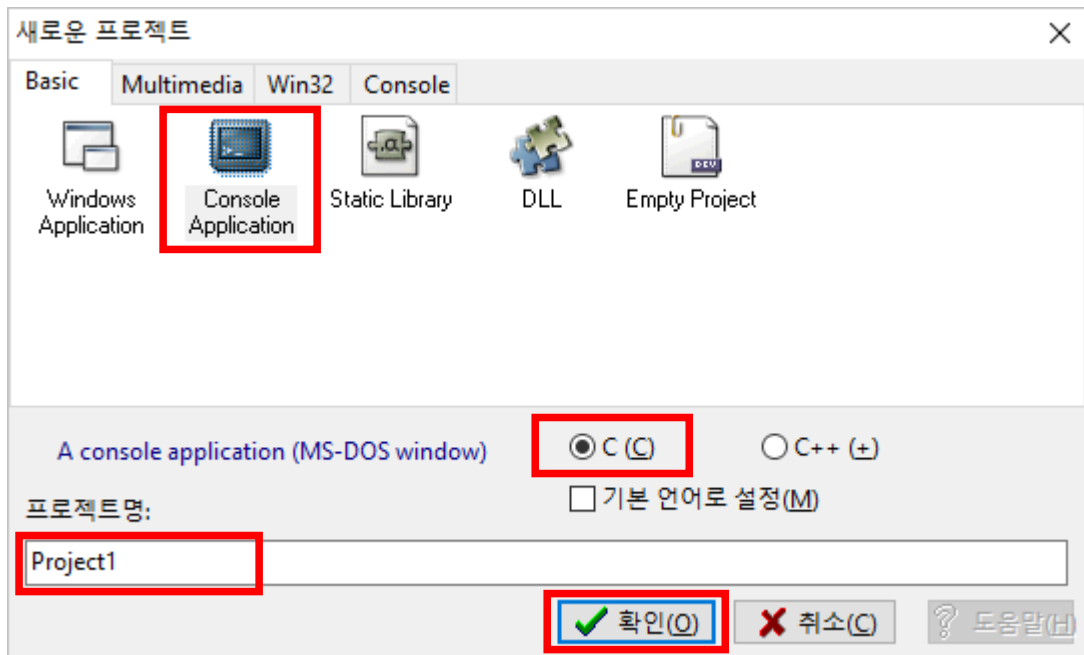 새로운 프로젝트
Basic Multimedia Win32 Console
Windows Application
Console Application
Static Library
DLL
Empty Project
DEV
A console application (MS-DOS window)
C (C)
C++ (+)
프로젝트명:
기본 언어로 설정(M)
Project1
확인(O)
취소(C)
도움말(H)